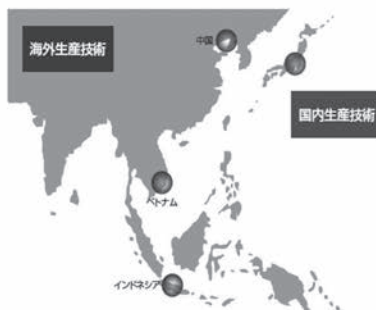 海外生産技術
中国
国内生産技術
ベトナム
インドネシア